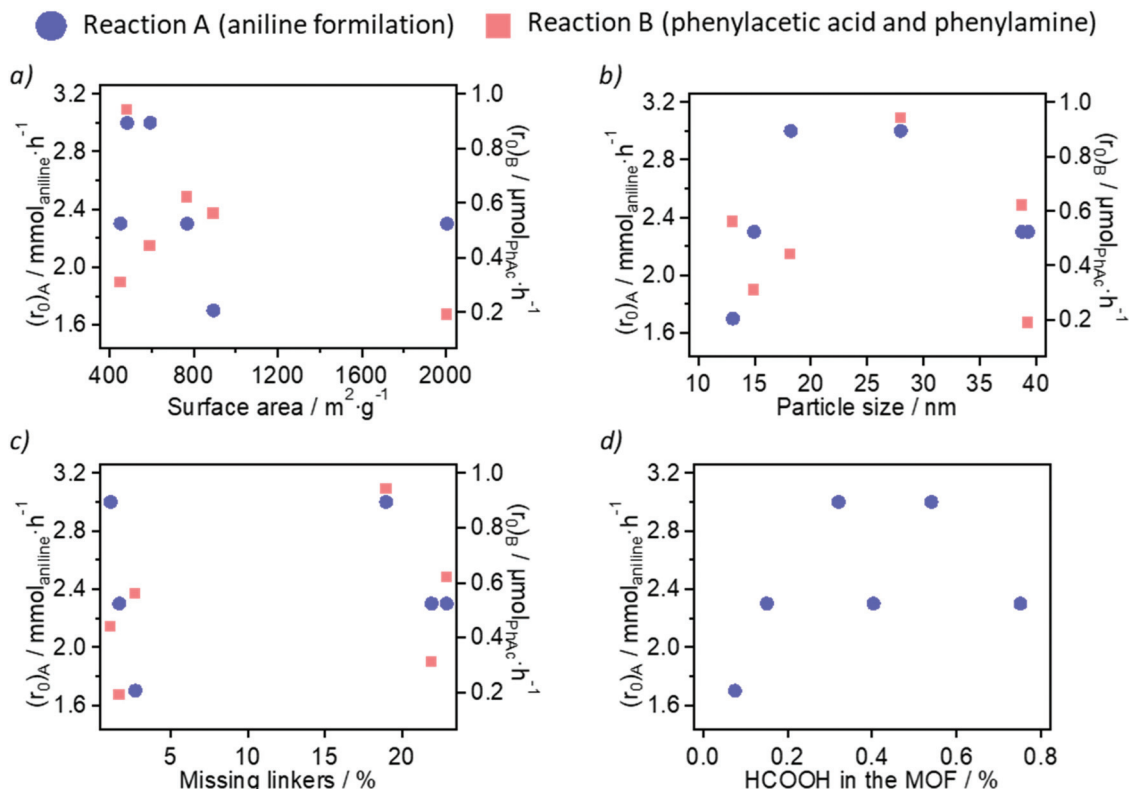 Reaction A (aniline formilation) Reaction B (phenylacetic acid and phenylamine)
a)
3.2
2.8
2.4
2.0
1.6
(r₀)A / mmolaniline·h⁻¹
1.0
0.8
0.6
0.4
0.2
(r₀)B / μmolPhAc·h⁻¹
400 800 1200 1600 2000
Surface area / m²·g⁻¹
b)
3.2
2.8
2.4
2.0
1.6
(r₀)A / mmolaniline·h⁻¹
1.0
0.8
0.6
0.4
0.2
(r₀)B / μmolPhAc·h⁻¹
10 15 20 25 30 35 40
Particle size / nm
c)
3.2
2.8
2.4
2.0
1.6
(r₀)A / mmolaniline·h⁻¹
1.0
0.8
0.6
0.4
0.2
(r₀)B / μmolPhAc·h⁻¹
5 10 15 20
Missing linkers / %
d)
3.2
2.8
2.4
2.0
1.6
(r₀)A / mmolaniline·h⁻¹
0.0 0.2 0.4 0.6 0.8
HCOOH in the MOF / %